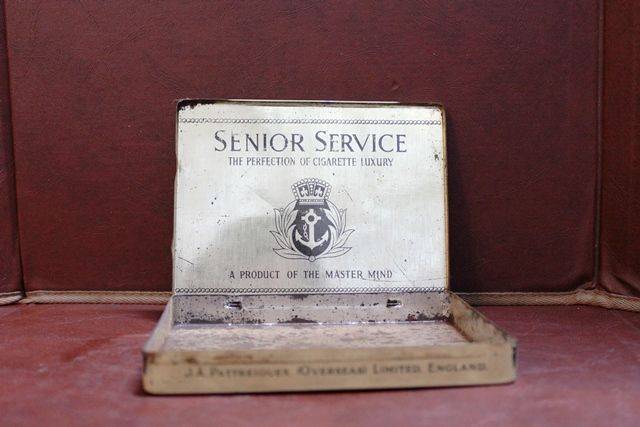 SENIOR SERVICE
THE PERFECTION OF CIGARETTE LUXURY
A PRODUCT OF THE MASTER MIND
J.A. PATTREIOUEX (OVERSEAS) LIMITED, ENGLAND.